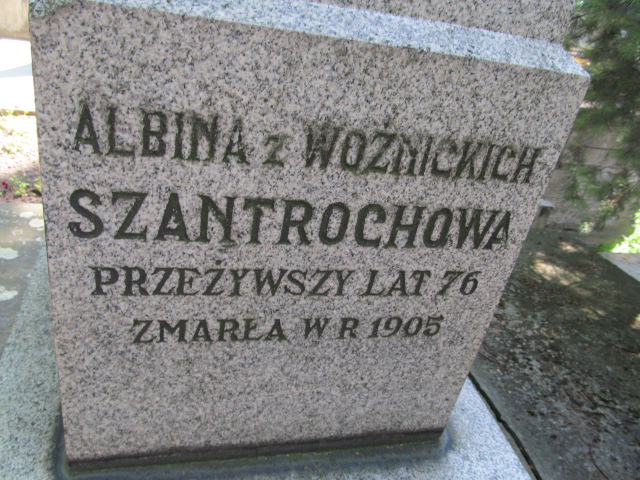 ALBINA z WOŹNICKICH
SZANTROCHOWA
PRZEŻYWSZY LAT 76
ZMARŁA W R 1905